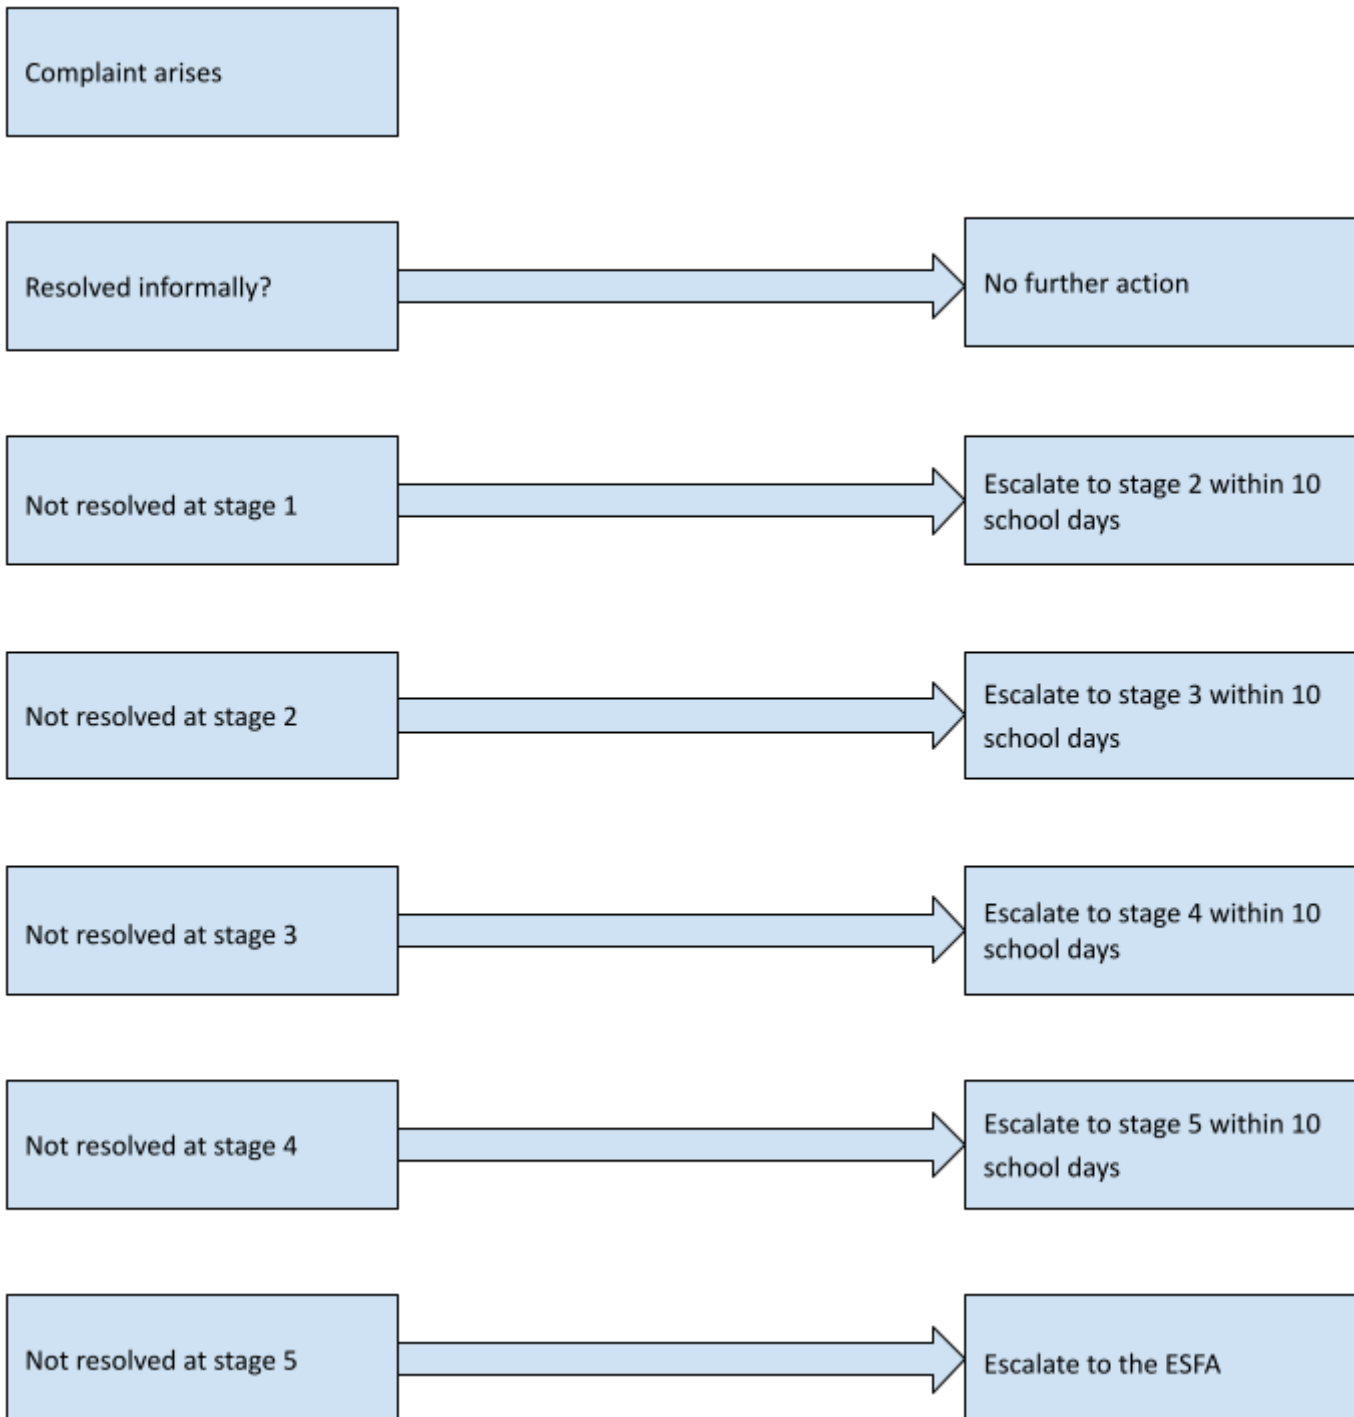 Complaint arises
Resolved informally?
No further action
Not resolved at stage 1
Escalate to stage 2 within 10
school days
Not resolved at stage 2
Escalate to stage 3 within 10
school days
Not resolved at stage 3
Escalate to stage 4 within 10
school days
Not resolved at stage 4
Escalate to stage 5 within 10
school days
Not resolved at stage 5
Escalate to the ESFA